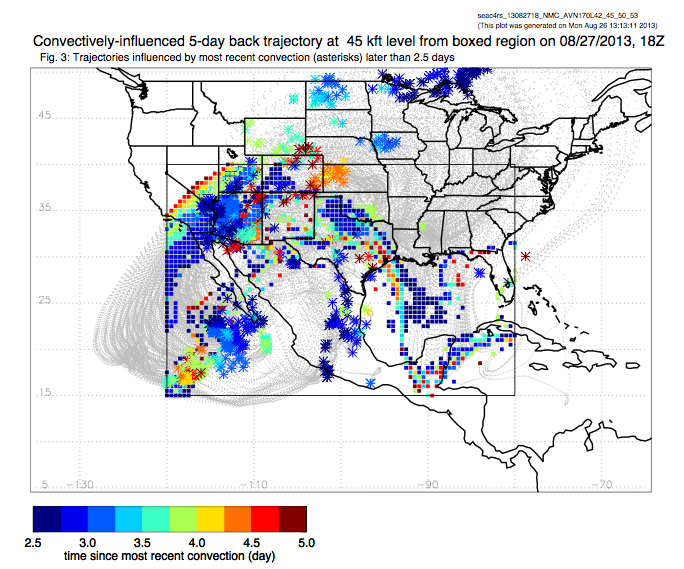 seac4rs_13082718_NMC_AVN170L42_45_50_53
(This plot was generated on Mon Aug 26 13:13:11 2013)
Convectively-influenced 5-day back trajectory at 45 kft level from boxed region on 08/27/2013, 18Z
Fig. 3: Trajectories influenced by most recent convection (asterisks) later than 2.5 days
45
35
25
15
5 -130 -110 -90 -70
2.5 3.0 3.5 4.0 4.5 5.0
time since most recent convection (day)